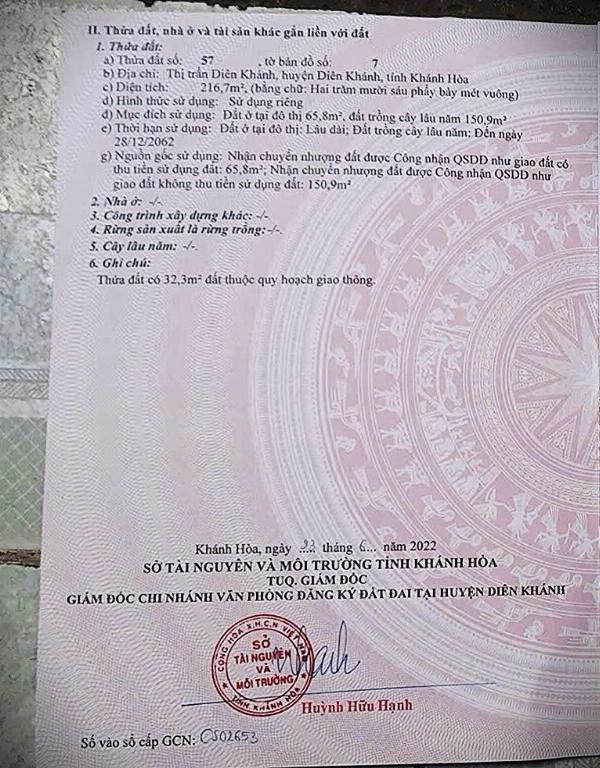 II. Thửa đất, nhà ở và tài sản khác gắn liền với đất
1. Thửa đất:
a) Thửa đất số: 57 , tờ bản đồ số: 7
b) Địa chỉ: Thị trấn Diên Khánh, huyện Diên Khánh, tỉnh Khánh Hòa
c) Diện tích: 216,7m², (bằng chữ: Hai trăm mười sáu phẩy bảy mét vuông)
d) Hình thức sử dụng: Sử dụng riêng
đ) Mục đích sử dụng: Đất ở tại đô thị 65,8m², đất trồng cây lâu năm 150,9m²
e) Thời hạn sử dụng: Đất ở tại đô thị: Lâu dài; Đất trồng cây lâu năm: Đến ngày
28/12/2062
g) Nguồn gốc sử dụng: Nhận chuyển nhượng đất được Công nhận QSDĐ như giao đất có
thu tiền sử dụng đất: 65,8m²; Nhận chuyển nhượng đất được Công nhận QSDĐ như
giao đất không thu tiền sử dụng đất: 150,9m²
2. Nhà ở: -/-
3. Công trình xây dựng khác: -/-.
4. Rừng sản xuất là rừng trồng:-/-.
5. Cây lâu năm: -/-.
6. Ghi chú:
Thửa đất có 32,3m² đất thuộc quy hoạch giao thông.
Khánh Hòa, ngày 23 tháng 6 năm 2022
SỞ TÀI NGUYÊN VÀ MÔI TRƯỜNG TỈNH KHÁNH HÒA
TUQ. GIÁM ĐỐC
GIÁM ĐỐC CHI NHÁNH VĂN PHÒNG ĐĂNG KÝ ĐẤT ĐAI TẠI HUYỆN DIÊN KHÁNH
CỘNG HÒA X.H.C.N VIỆT NAM
SỞ
TÀI NGUYÊN
VÀ
MÔI TRƯỜNG
TỈNH KHÁNH HÒA
Huỳnh Hữu Hạnh
Số vào sổ cấp GCN: CS02653